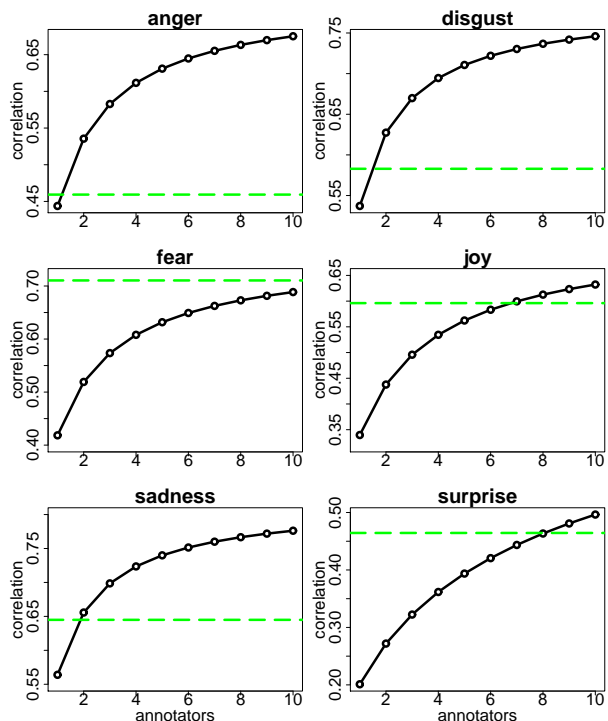 anger
correlation
0.45 0.55 0.65
2 4 6 8 10
disgust
correlation
0.55 0.65 0.75
2 4 6 8 10
fear
correlation
0.40 0.50 0.60 0.70
2 4 6 8 10
joy
correlation
0.35 0.45 0.55 0.65
2 4 6 8 10
sadness
correlation
0.55 0.65 0.75
2 4 6 8 10
annotators
surprise
correlation
0.20 0.30 0.40 0.50
2 4 6 8 10
annotators